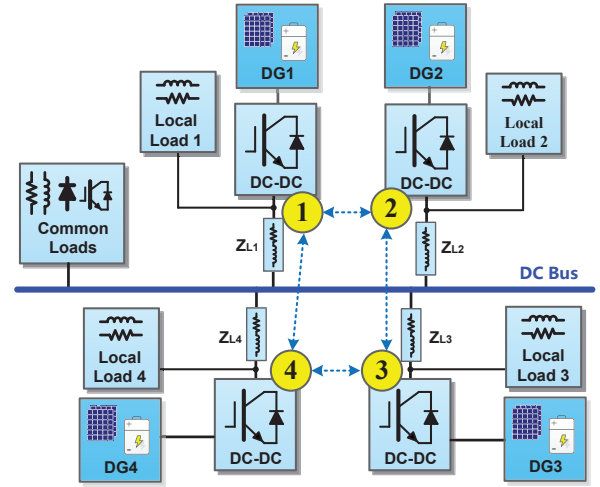 DG1
DG2
Local
Load 1
Local
Load 2
DC-DC
DC-DC
Common
Loads
1
2
ZL1
ZL2
DC Bus
ZL4
ZL3
Local
Load 4
4
3
Local
Load 3
DG4
DC-DC
DC-DC
DG3